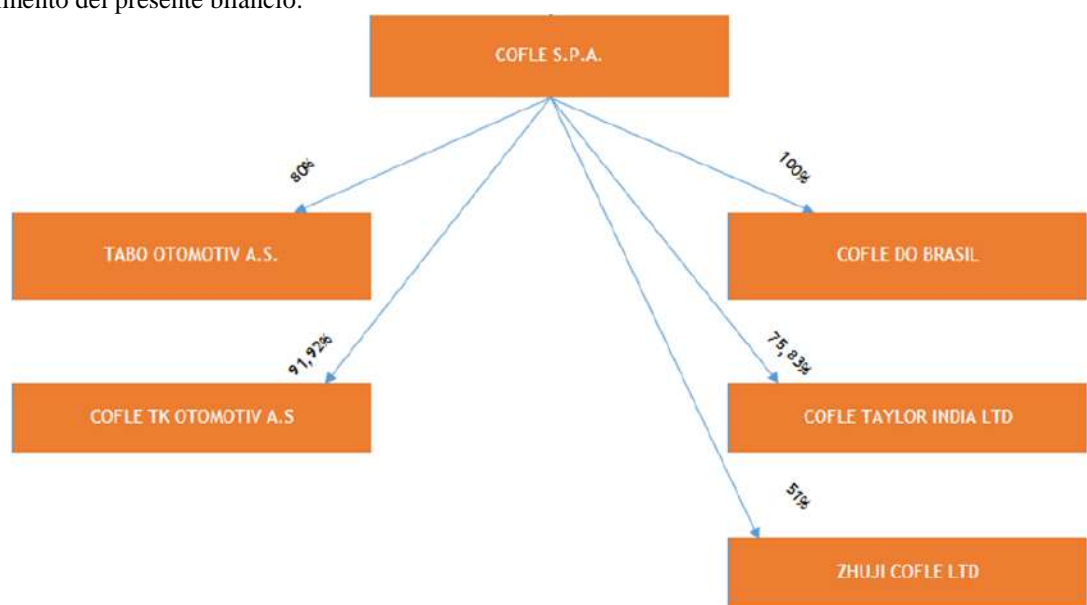 imento del presente bilancio.
COFLE S.P.A.
80%
100%
TABO OTOMOTIV A.S.
COFLE DO BRASIL
91,92%
75,83%
COFLE TK OTOMOTIV A.S
COFLE TAYLOR INDIA LTD
51%
ZHUJI COFLE LTD